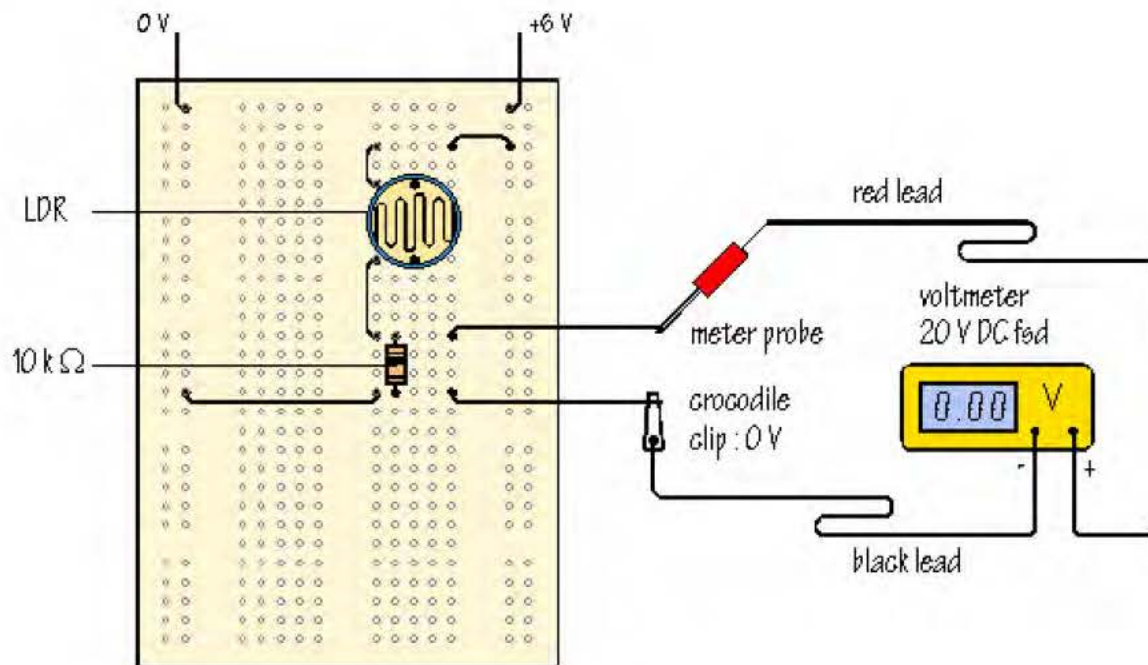 0 V
+6 V
LDR
red lead
voltmeter
20 V DC fsd
meter probe
10 k Ω
crocodile
clip : 0 V
0.00
V
- +
black lead